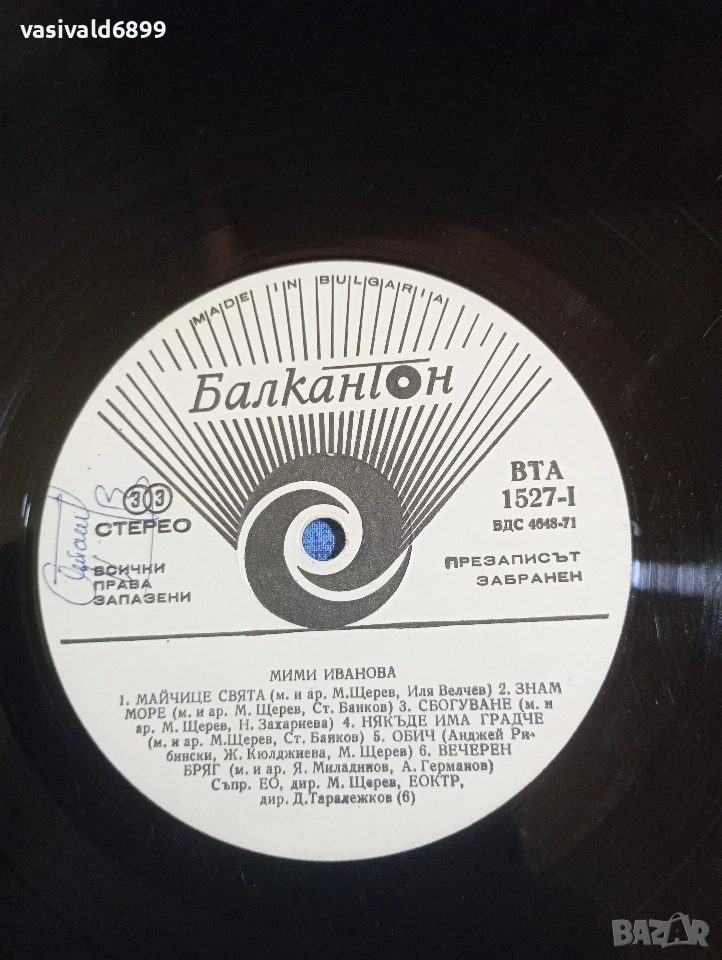 vasivald6899
MADE IN BULGARIA
Балкантон
33
СТЕРЕО
ВСИЧКИ
ПРАВА
ЗАПАЗЕНИ
ВТА
1527-I
БДС 4648-71
ПРЕЗАПИСЪТ
ЗАБРАНЕН
МИМИ ИВАНОВА
1. МАЙЧИЦЕ СВЯТА (м. и ар. М.Щерев, Иля Велчев) 2. ЗНАМ
МОРЕ (м. и ар. М. Щерев, Ст. Банков) 3. СБОГУВАНЕ (м. и
ар. М. Щерев, Н. Захариева) 4. НЯКЪДЕ ИМА ГРАДЧЕ
(м. и ар. М.Щерев, Ст. Банков) 5. ОБИЧ (Анджей Ри-
бински, Ж. Кюлджиева, М. Щерев) 6. ВЕЧЕРЕН
БРЯГ (м. и ар. Я. Миладинов, А. Германов)
Съпр. ЕО, дир. М. Щерев, ЕОКТР,
дир. Д.Таралежков (6)
BAZAR